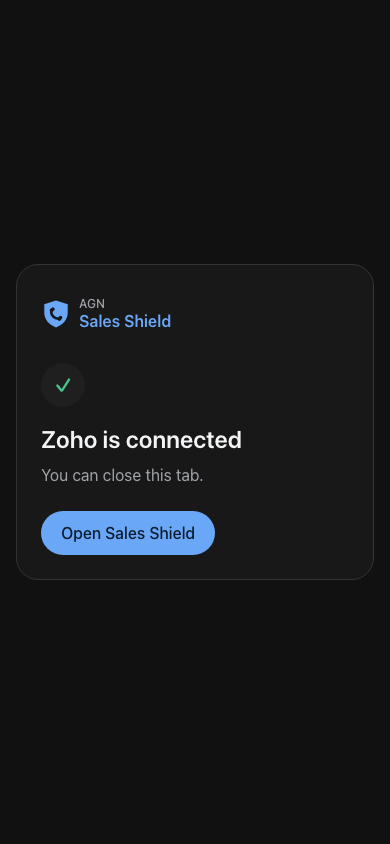 AGN
Sales Shield
Zoho is connected
You can close this tab.
Open Sales Shield